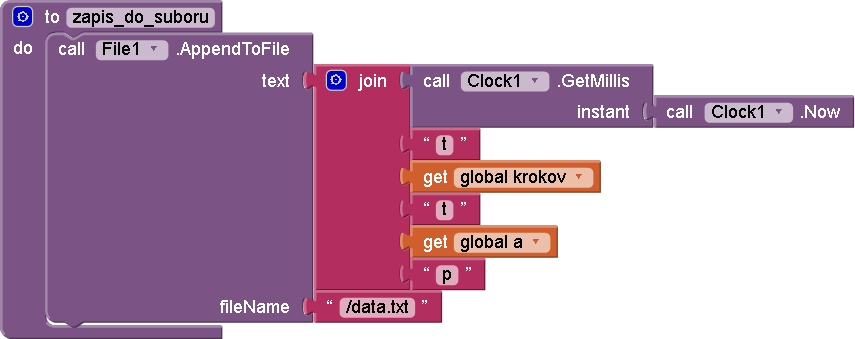 to zapis_do_suboru
do call File1 .AppendToFile
text join call Clock1 .GetMillis
instant call Clock1 .Now
“ t ”
get global krokov
“ t ”
get global a
“ p ”
fileName “ /data.txt ”